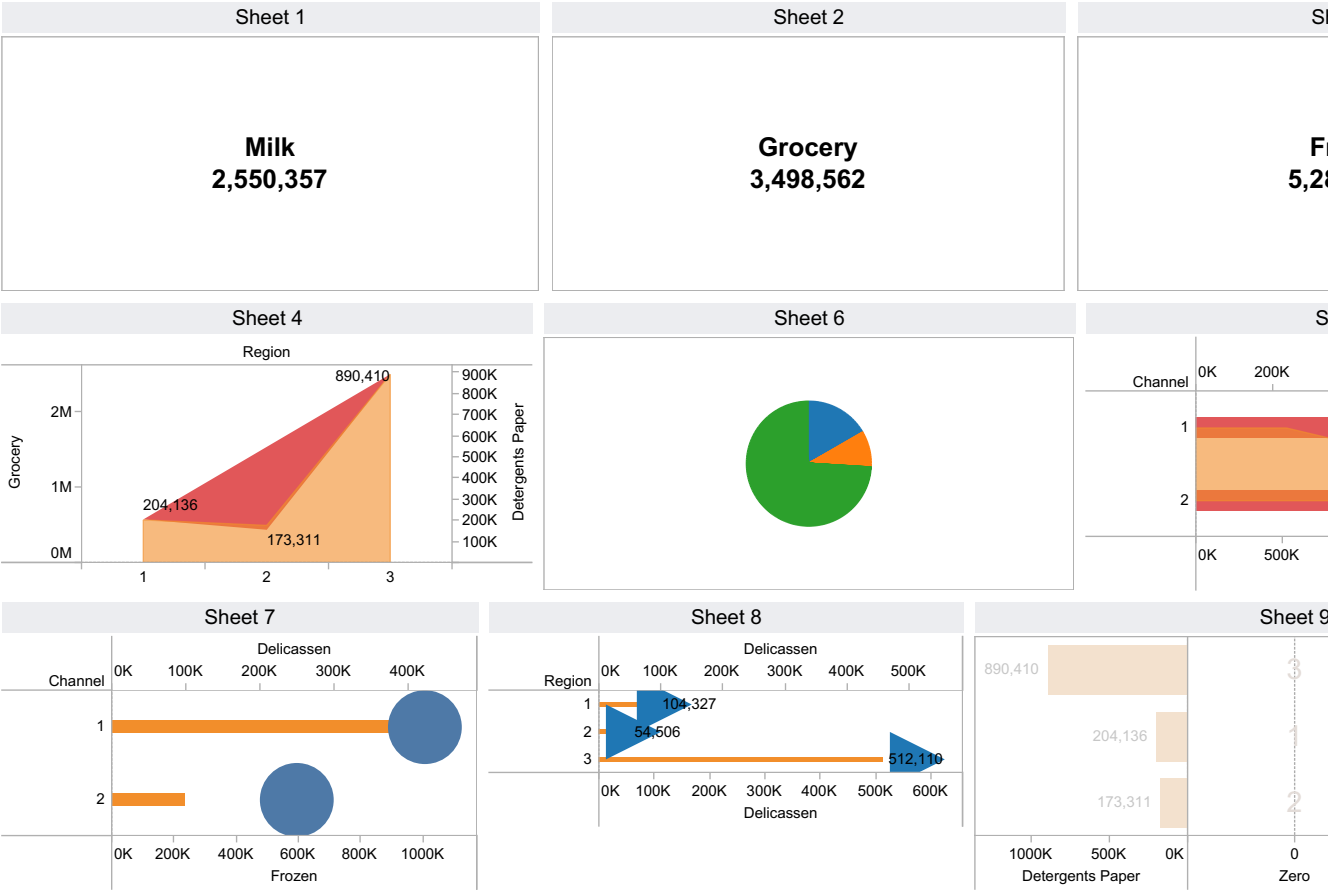 Sheet 1
Milk
2,550,357
Sheet 2
Grocery
3,498,562
Sheet 4
Region
Grocery
2M
1M
0M
890,410
204,136
173,311
900K
800K
700K
600K
500K
400K
300K
200K
100K
Detergents Paper
1 2 3
Sheet 6
Channel
0K 200K
1
2
0K 500K
Sheet 7
Delicassen
Channel
0K 100K 200K 300K 400K
1
2
0K 200K 400K 600K 800K 1000K
Frozen
Sheet 8
Delicassen
Region
0K 100K 200K 300K 400K 500K
1 104,327
2 54,506
3 512,110
0K 100K 200K 300K 400K 500K 600K
Delicassen
Sheet 9
890,410 3
204,136 1
173,311 2
1000K 500K 0K 0
Detergents Paper Zero